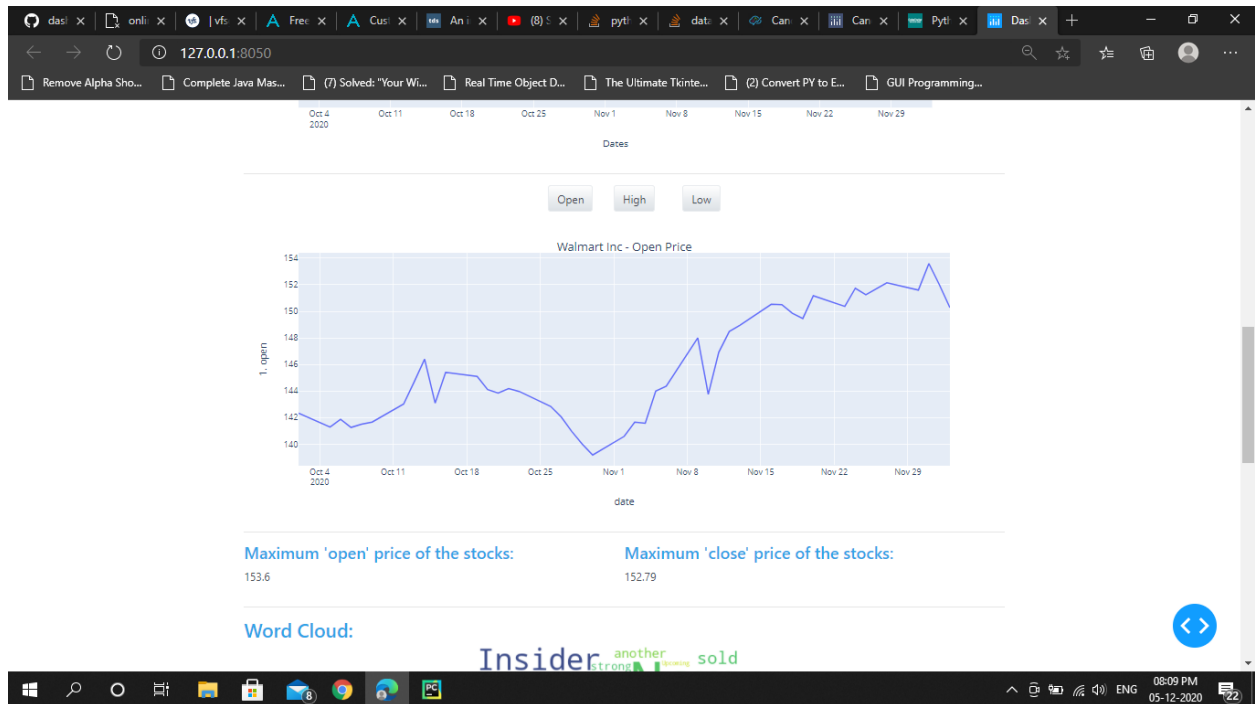 dasl
onlin
|vfs
Free
Cust
tds
An i
(8) S
pyth
data
Can
Can
Pyth
Das
127.0.0.1:8050
Remove Alpha Sho...
Complete Java Mas...
(7) Solved: "Your Wi...
Real Time Object D...
The Ultimate Tkinte...
(2) Convert PY to E...
GUI Programming...
Oct 4
2020
Oct 11
Oct 18
Oct 25
Nov 1
Nov 8
Nov 15
Nov 22
Nov 29
Dates
Open
High
Low
Walmart Inc - Open Price
154
152
150
148
146
144
142
140
1. open
Oct 4
2020
Oct 11
Oct 18
Oct 25
Nov 1
Nov 8
Nov 15
Nov 22
Nov 29
date
Maximum 'open' price of the stocks:
153.6
Maximum 'close' price of the stocks:
152.79
Word Cloud:
Insider
another
strong
Upcoming
sold
8
PC
ENG
08:09 PM
05-12-2020
22